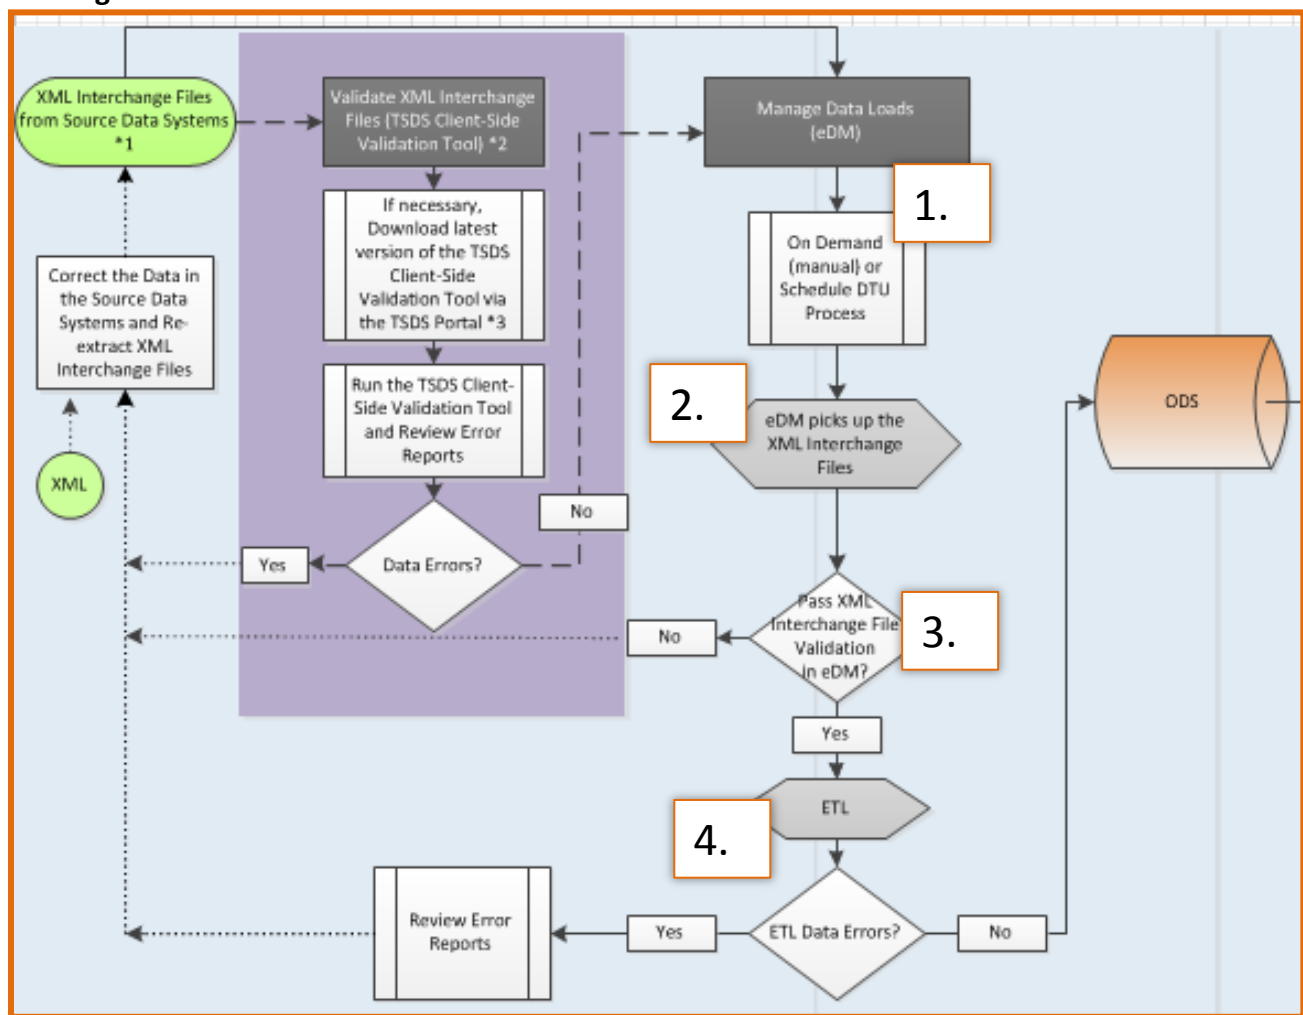 XML Interchange Files
from Source Data Systems
*1
Validate XML Interchange
Files (TSDS Client-Side
Validation Tool) *2
Manage Data Loads
(eDM)
1.
If necessary,
Download latest
version of the TSDS
Client-Side
Validation Tool via
the TSDS Portal *3
On Demand
(manual) or
Schedule DTU
Process
Correct the Data in
the Source Data
Systems and Re-
extract XML
Interchange Files
Run the TSDS Client-
Side Validation Tool
and Review Error
Reports
2.
eDM picks up the
XML Interchange
Files
ODS
XML
No
Yes
Data Errors?
Pass XML
Interchange File
Validation
in eDM?
3.
No
Yes
ETL
4.
Review Error
Reports
Yes
ETL Data Errors?
No